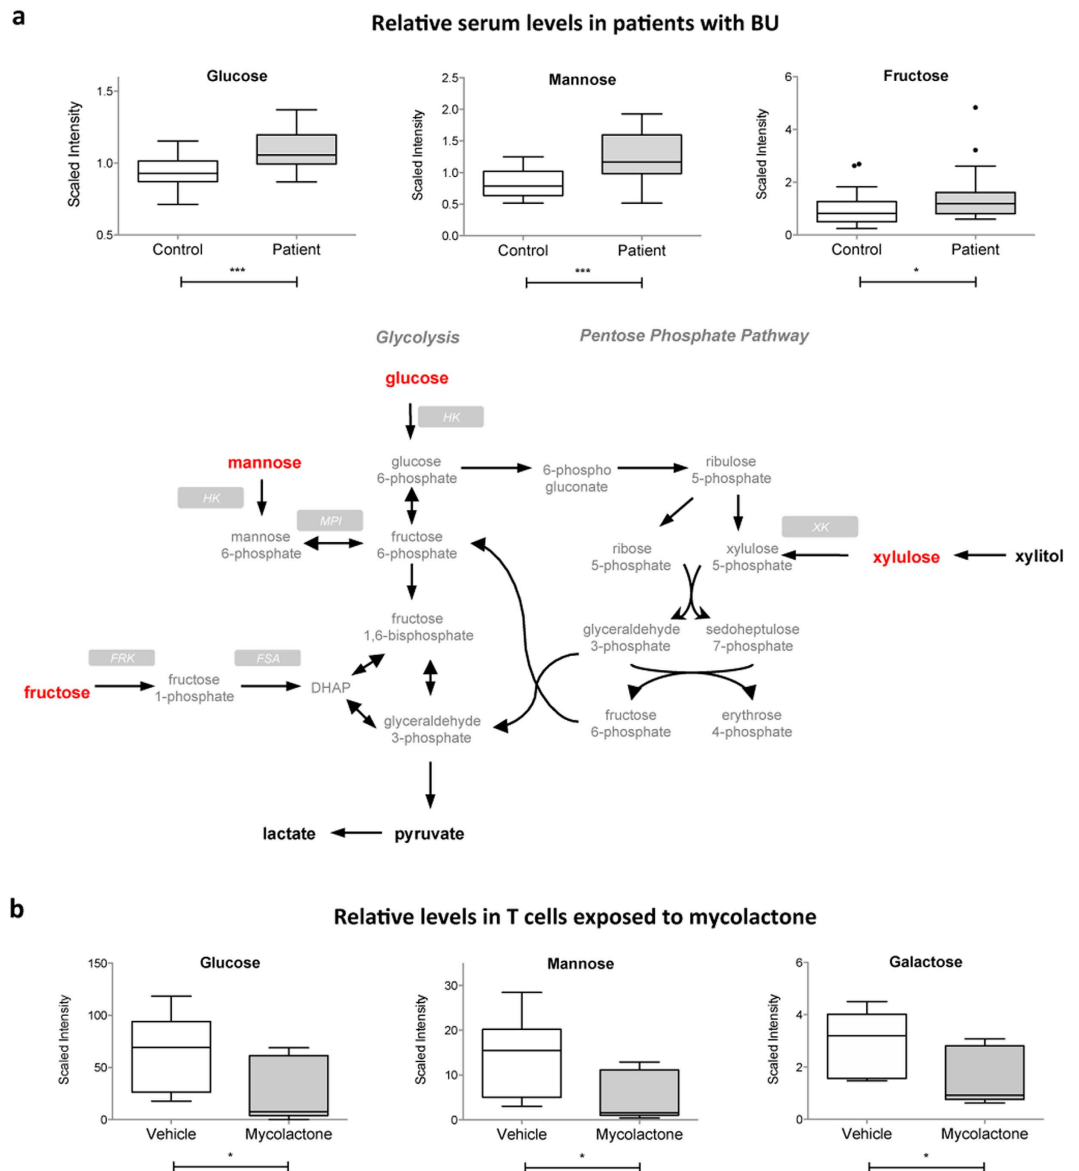 a
Relative serum levels in patients with BU
Glucose
Scaled Intensity
1.5
1.0
0.5
Control
Patient
***
Mannose
Scaled Intensity
2.5
2.0
1.5
1.0
0.5
0.0
Control
Patient
***
Fructose
Scaled Intensity
6
4
2
0
Control
Patient
*
Glycolysis
Pentose Phosphate Pathway
glucose
HK
mannose
glucose
6-phosphate
6-phospho
gluconate
ribulose
5-phosphate
HK
MPI
XK
mannose
6-phosphate
fructose
6-phosphate
ribose
5-phosphate
xylulose
5-phosphate
xylulose
xylitol
fructose
1,6-bisphosphate
glyceraldehyde
3-phosphate
sedoheptulose
7-phosphate
FRK
FSA
fructose
fructose
1-phosphate
DHAP
glyceraldehyde
3-phosphate
fructose
6-phosphate
erythrose
4-phosphate
lactate
pyruvate
b
Relative levels in T cells exposed to mycolactone
Glucose
Scaled Intensity
150
100
50
0
Vehicle
Mycolactone
*
Mannose
Scaled Intensity
30
20
10
0
Vehicle
Mycolactone
*
Galactose
Scaled Intensity
6
4
2
0
Vehicle
Mycolactone
*